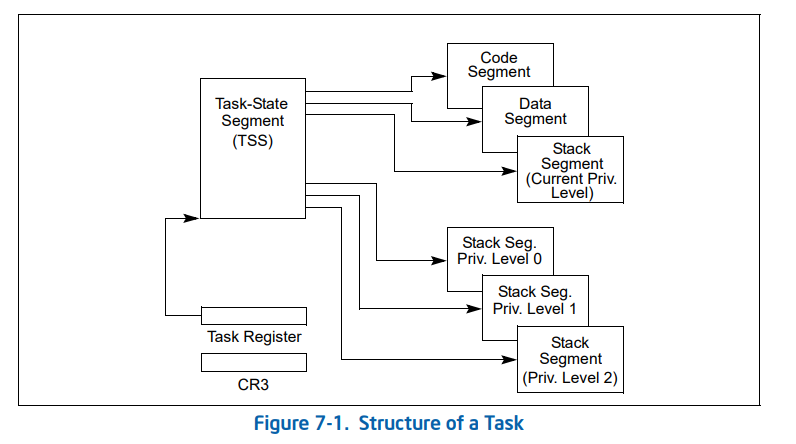 Task-State
Segment
(TSS)
Code
Segment
Data
Segment
Stack
Segment
(Current Priv.
Level)
Stack Seg.
Priv. Level 0
Stack Seg.
Priv. Level 1
Stack
Segment
(Priv. Level 2)
Task Register
CR3
Figure 7-1. Structure of a Task